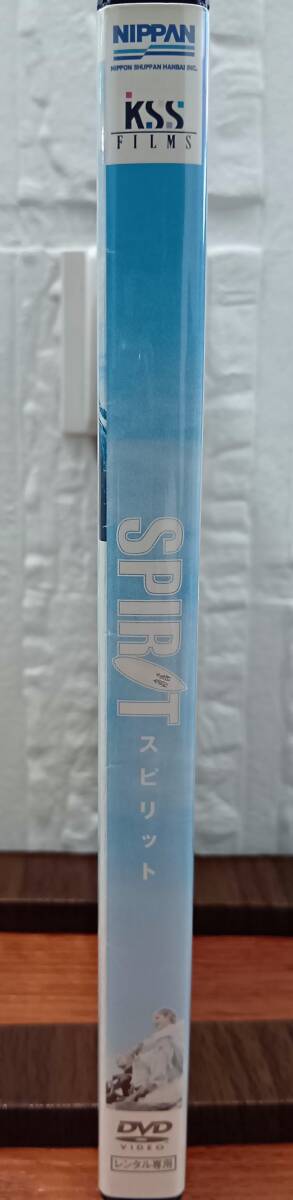 NIPPAN
NIPPON SHUPPAN HANBAI INC.
KSS
FILMS
SPIRIT
スピリット
DVD
VIDEO
レンタル専用